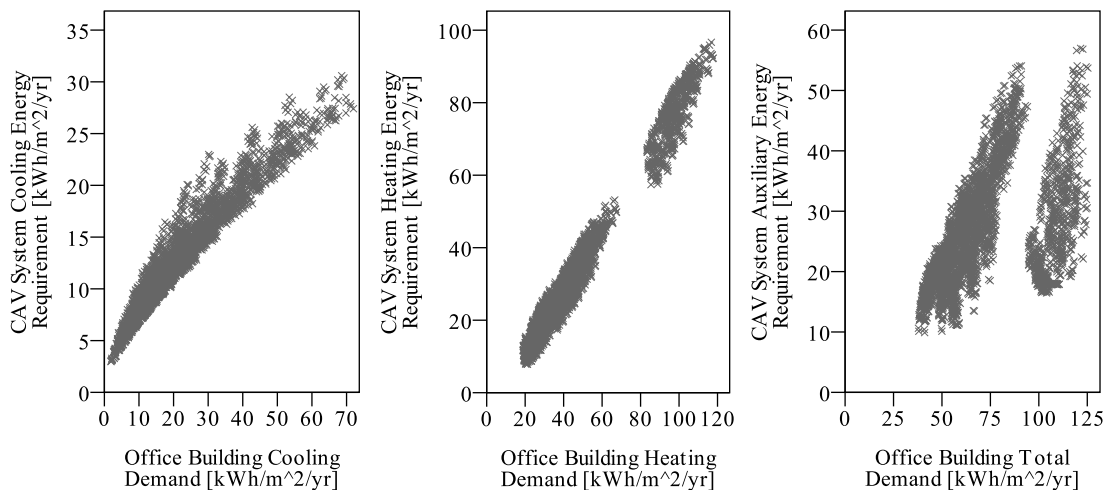 CAV System Cooling Energy
Requirement [kWh/m^2/yr]
35
30
25
20
15
10
5
0
0 10 20 30 40 50 60 70
Office Building Cooling
Demand [kWh/m^2/yr]
CAV System Heating Energy
Requirement [kWh/m^2/yr]
100
80
60
40
20
0
0 20 40 60 80 100 120
Office Building Heating
Demand [kWh/m^2/yr]
CAV System Auxiliary Energy
Requirement [kWh/m^2/yr]
60
50
40
30
20
10
0
0 25 50 75 100 125
Office Building Total
Demand [kWh/m^2/yr]